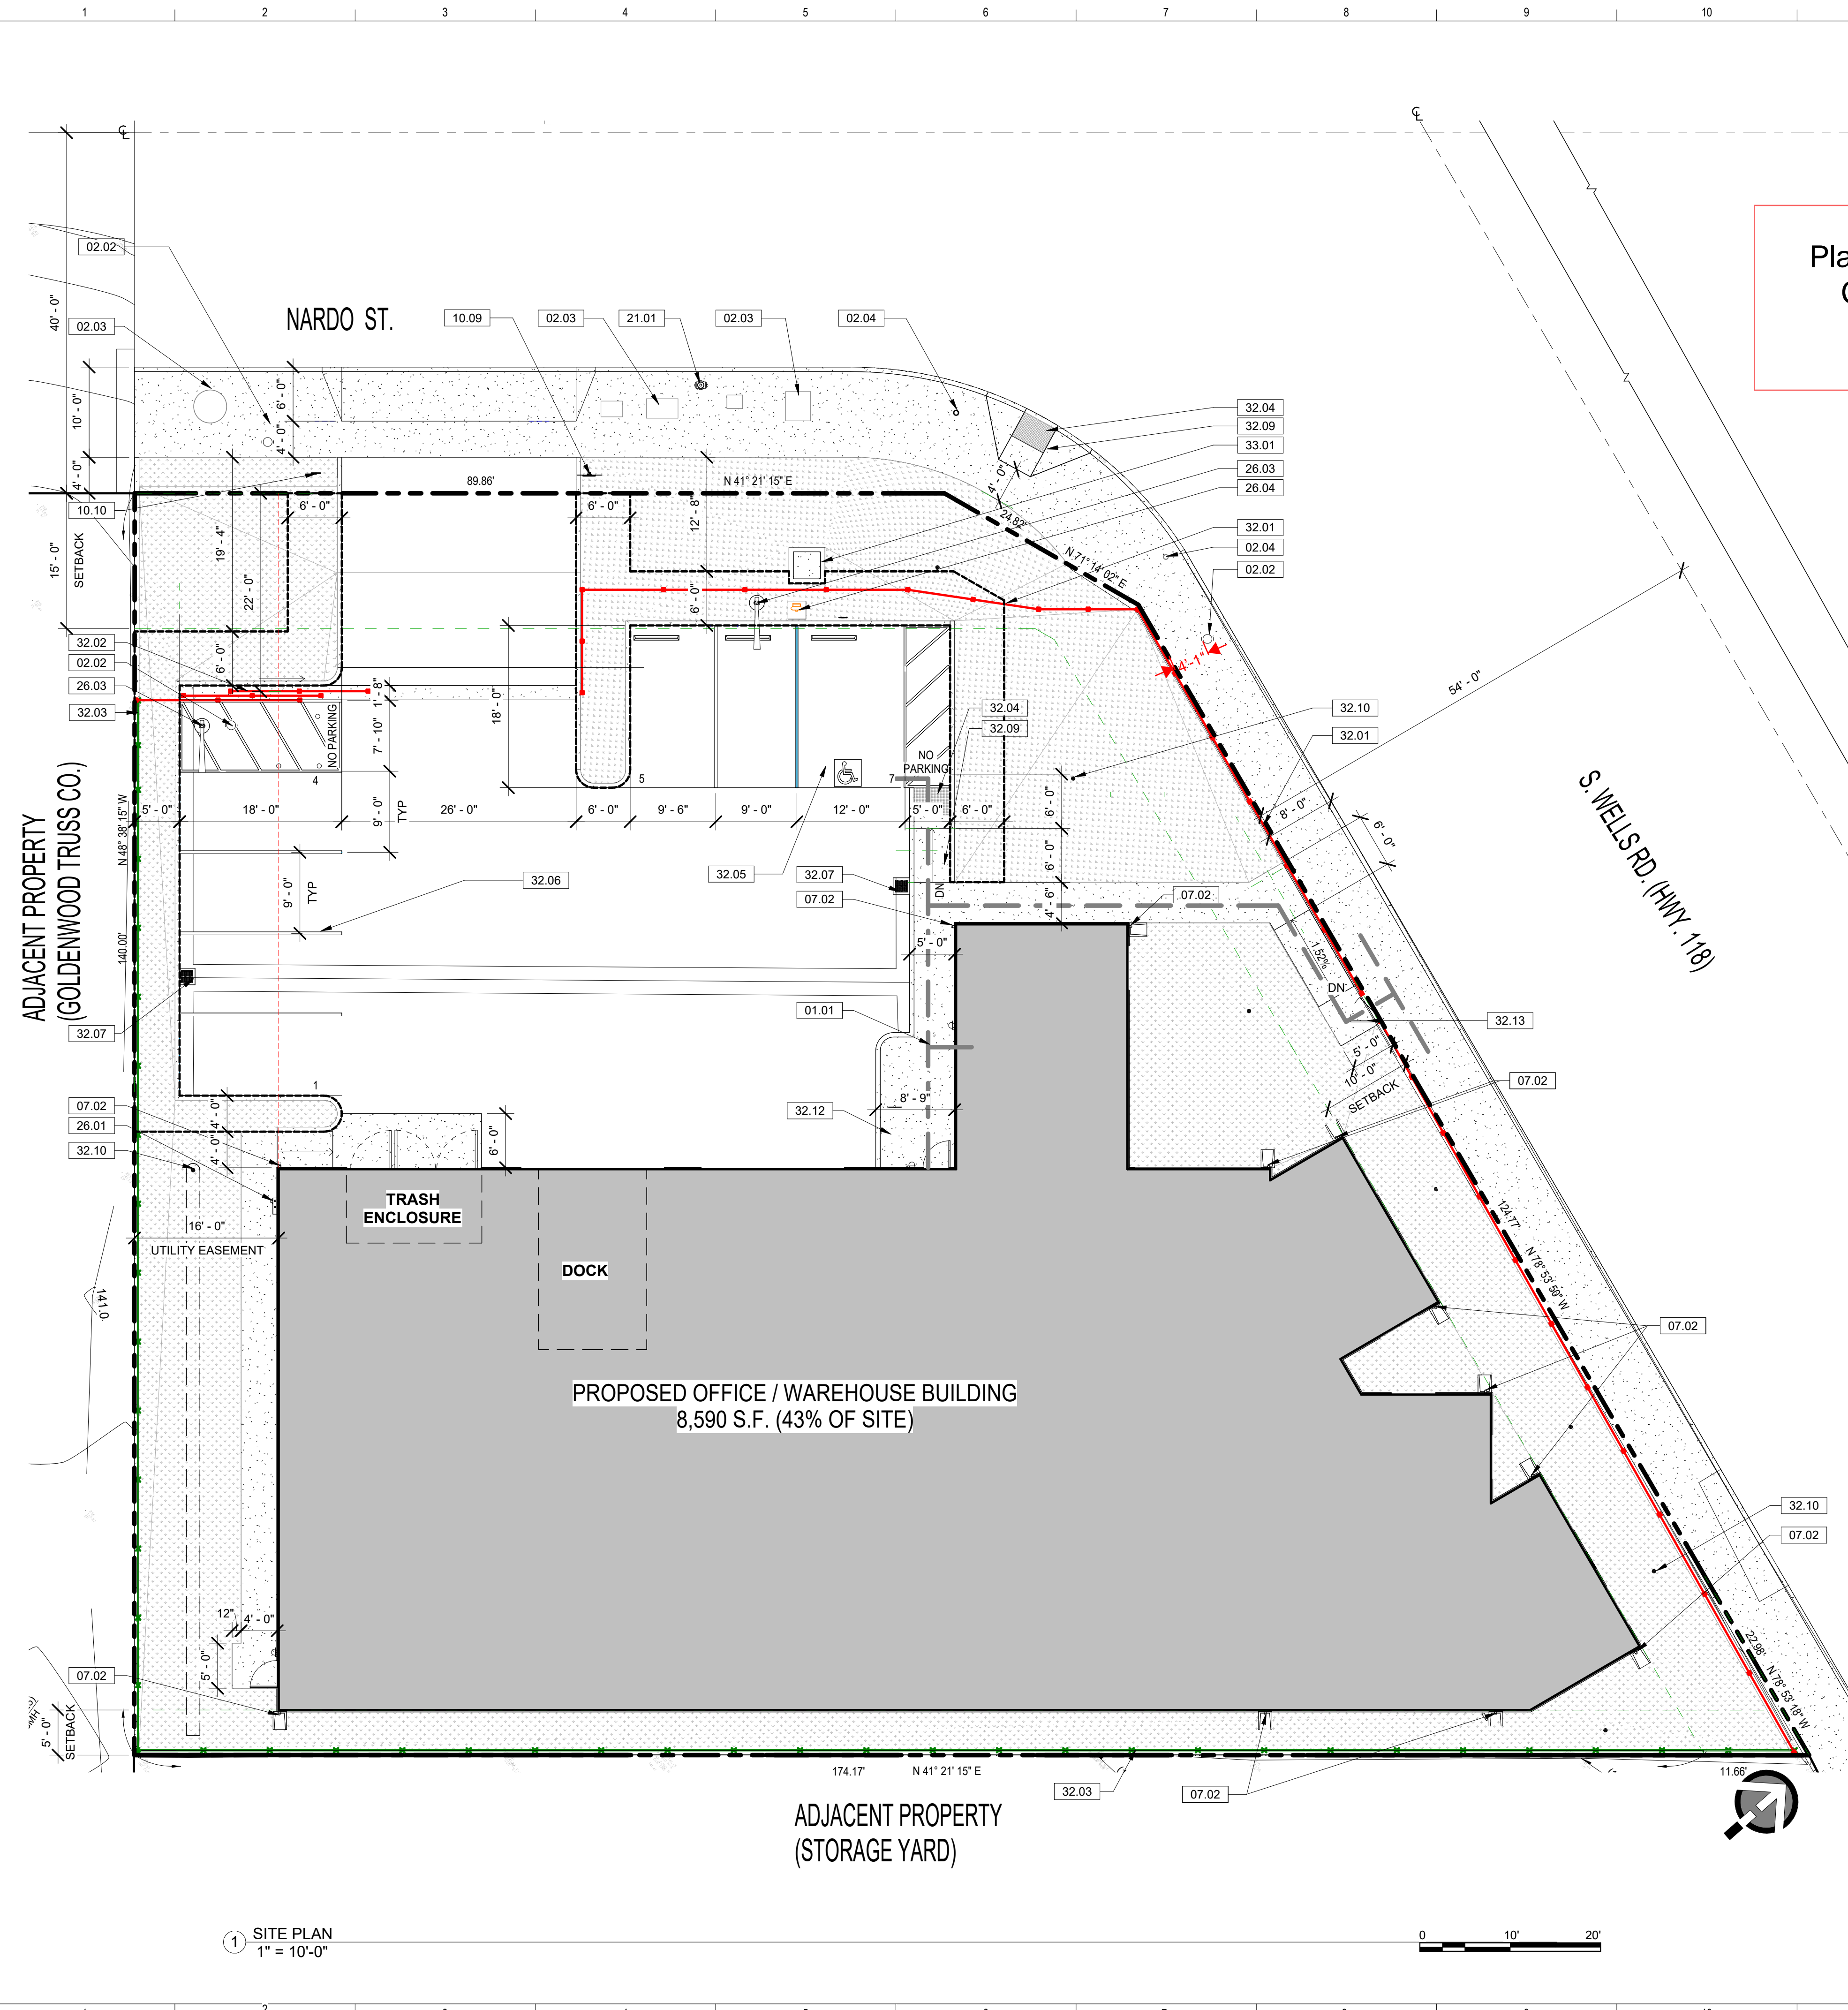 1 2 3 4 5 6 7 8 9 10
℄ ℄
Pla
02.02
40' - 0"
NARDO ST.
10.09 02.03 21.01 02.03 02.04
02.03
10' - 0"
6' - 0"
4' - 0"
4' - 0"
32.04
32.09
33.01
26.03
26.04
32.01
02.04
02.02
4' - 0"
89.86' N 41° 21' 15" E
24.82'
N 71° 14' 02" E
10.10
6' - 0" 6' - 0"
12' - 8"
19' - 4"
22' - 0"
15' - 0"
SETBACK
6' - 0"
6' - 0"
32.02
02.02
26.03
32.03
1' - 8"
7' - 10"
NO PARKING
18' - 0"
4'-1"
54' - 0"
32.04
32.09
32.10
32.01
NO
PARKING
4 5 7
5' - 0" 18' - 0" 26' - 0" 6' - 0" 9' - 6" 9' - 0" 12' - 0" 5' - 0" 6' - 0"
9' - 0"
TYP
6' - 0"
6' - 0"
8' - 0"
6' - 0"
N 48° 38' 15" W
140.00'
ADJACENT PROPERTY
(GOLDENWOOD TRUSS CO.)
S. WELLS RD. (HWY. 118)
9' - 0"
TYP
32.06
32.05
32.07
07.02
DN
4' - 6"
07.02
5' - 0"
1.52%
DN
01.01
32.13
32.07
5' - 0"
10' - 0"
SETBACK
07.02
1
07.02
26.01
32.10
4' - 0"
4' - 0"
6' - 0"
32.12
8' - 9"
TRASH
ENCLOSURE
16' - 0"
UTILITY EASEMENT
DOCK
141.0
124.77'
N 78° 53' 50" W
07.02
PROPOSED OFFICE / WAREHOUSE BUILDING
8,590 S.F. (43% OF SITE)
32.10
07.02
12" 4' - 0"
5' - 0"
07.02
22.98' N 78° 53' 18" W
5' - 0"
SETBACK
174.17' N 41° 21' 15" E
11.66'
32.03
07.02
ADJACENT PROPERTY
(STORAGE YARD)
1 SITE PLAN
1" = 10'-0"
0 10' 20'
2